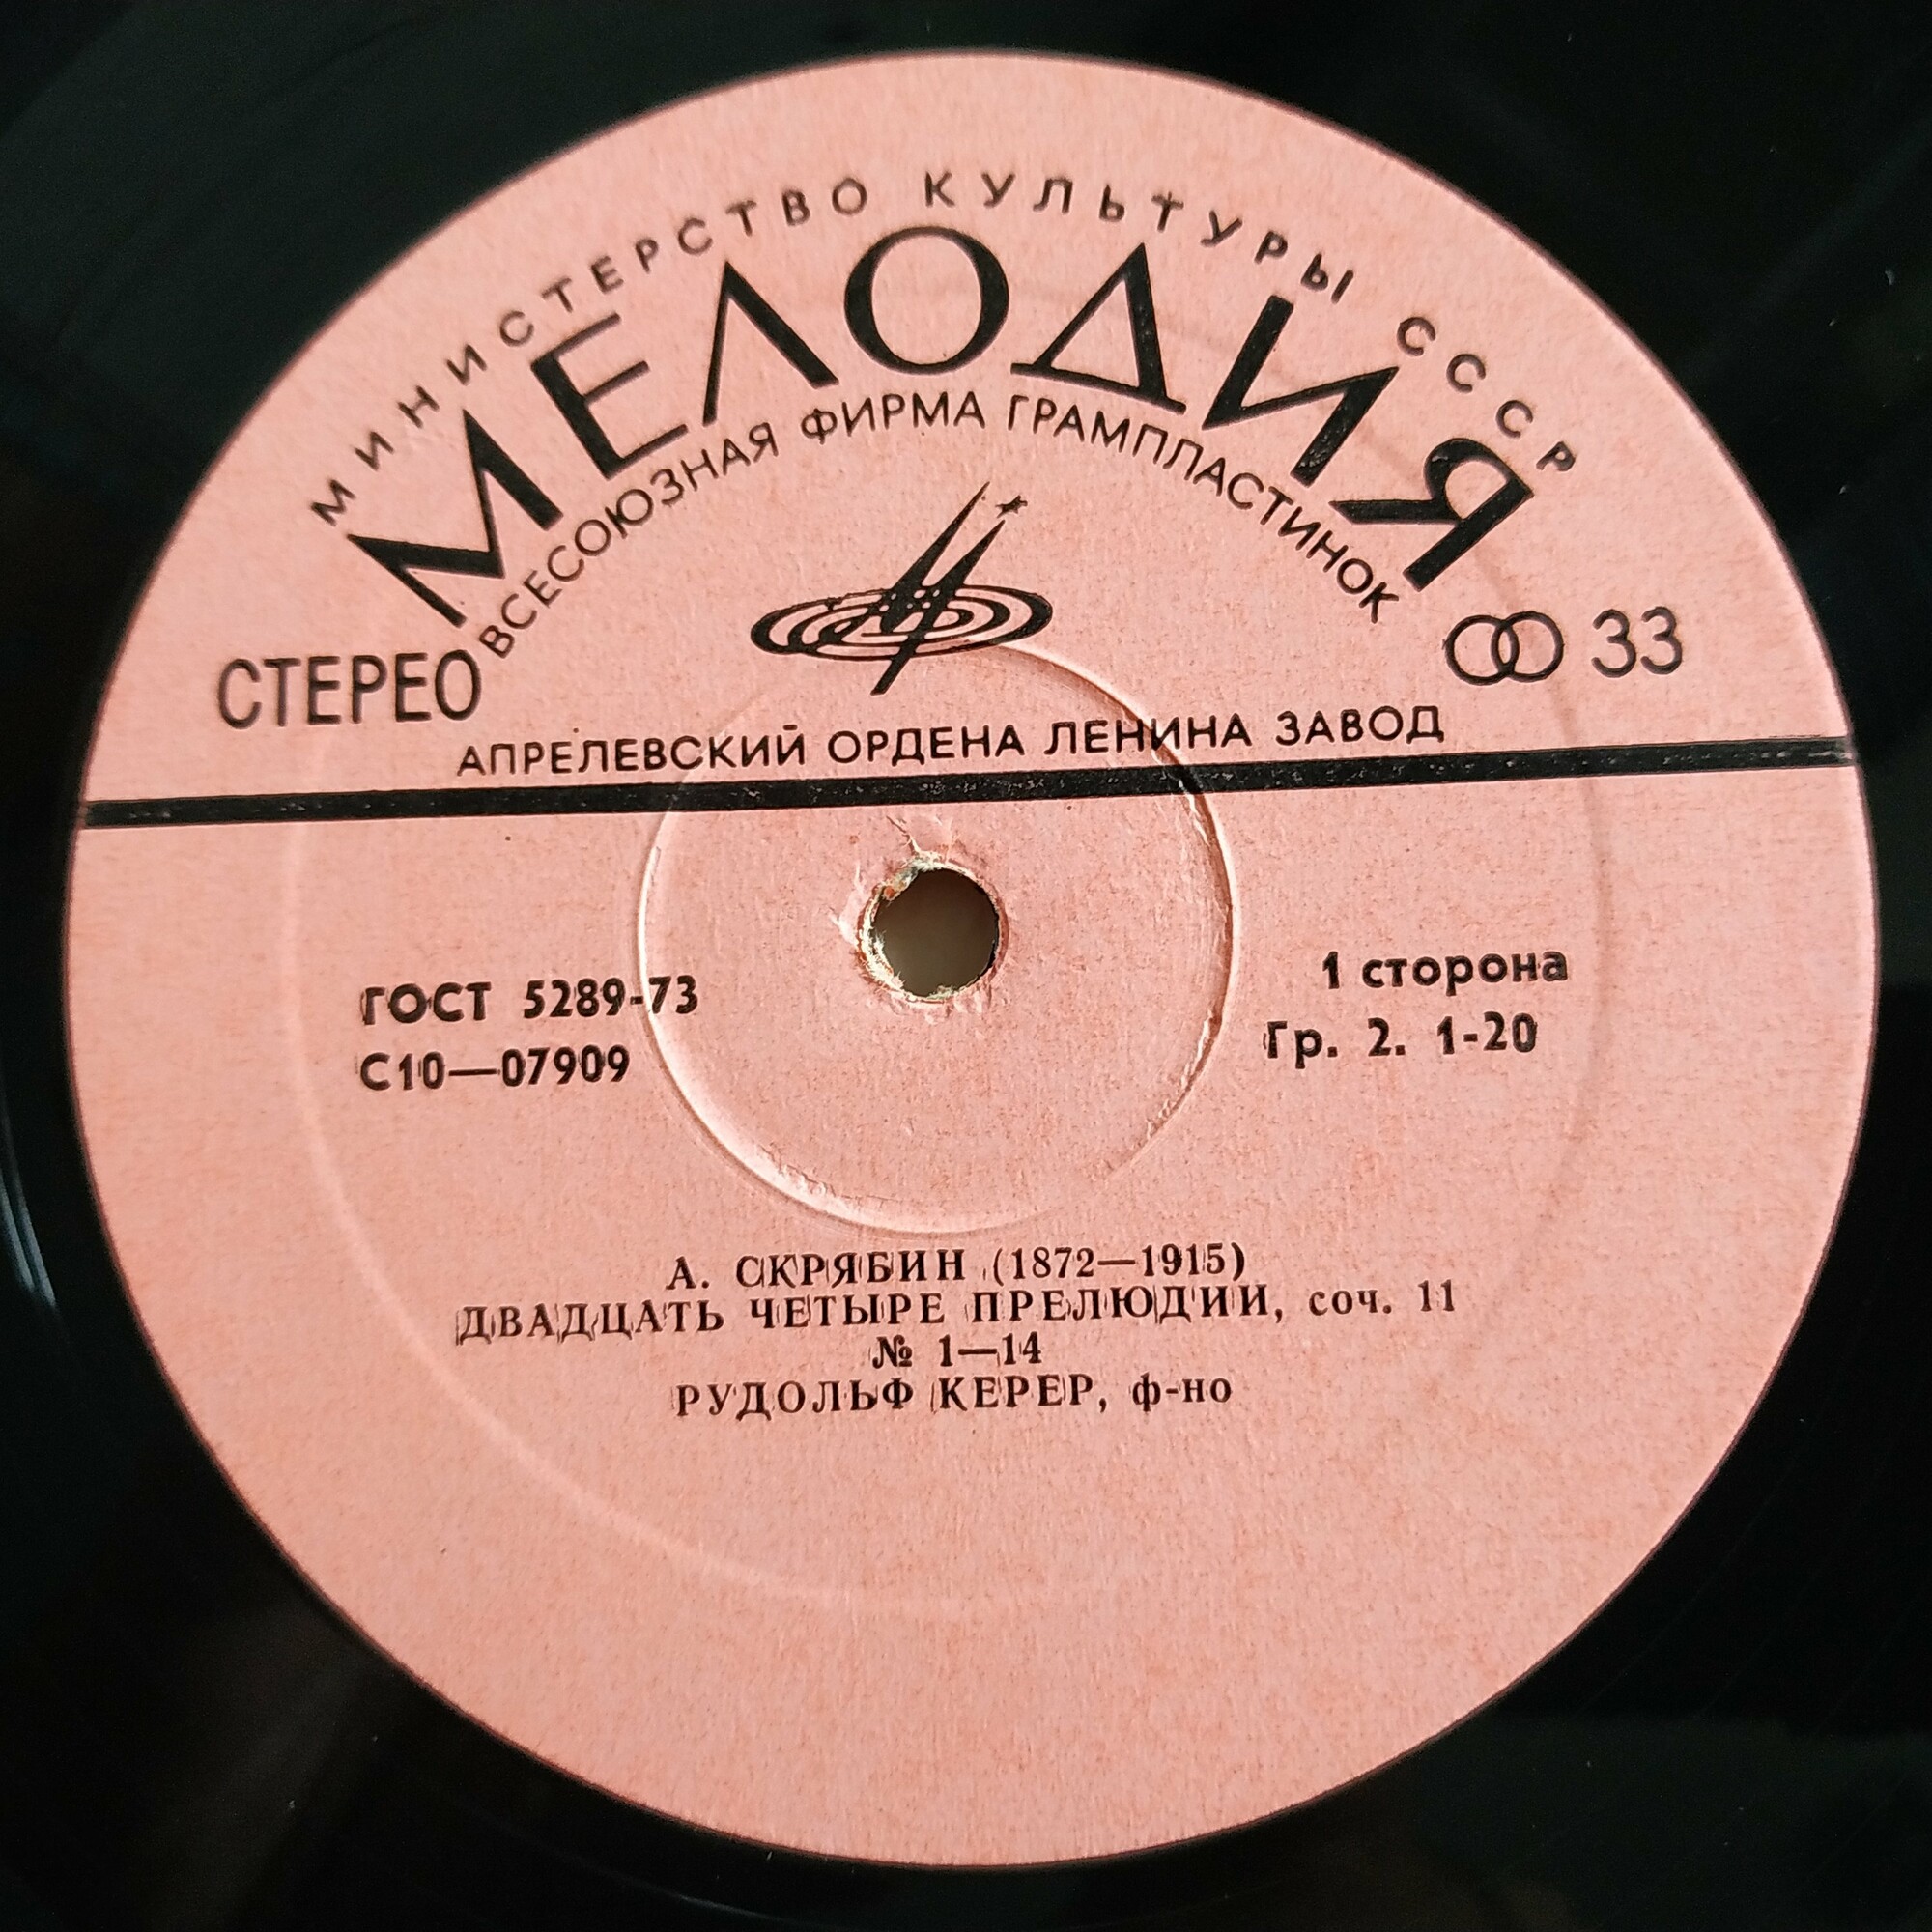 МИНИСТЕРСТВО КУЛЬТУРЫ СССР
МЕЛОДИЯ
ВСЕСОЮЗНАЯ ФИРМА ГРАМПЛАСТИНОК
СТЕРЕО
33
АПРЕЛЕВСКИЙ ОРДЕНА ЛЕНИНА ЗАВОД
ГОСТ 5289-73
С10—07909
1 сторона
Гр. 2. 1-20
А. СКРЯБИН (1872—1915)
ДВАДЦАТЬ ЧЕТЫРЕ ПРЕЛЮДИИ, соч. 11
№ 1—14
РУДОЛЬФ КЕРЕР, ф-но